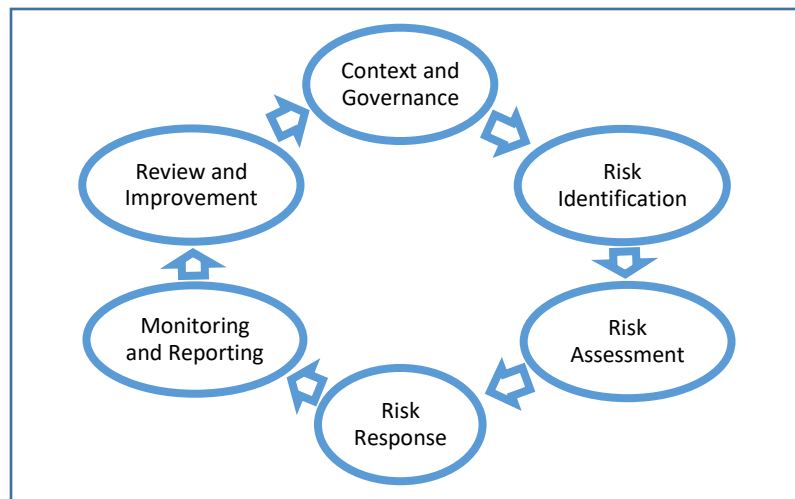 Context and
Governance
Risk
Identification
Risk
Assessment
Risk
Response
Monitoring
and Reporting
Review and
Improvement